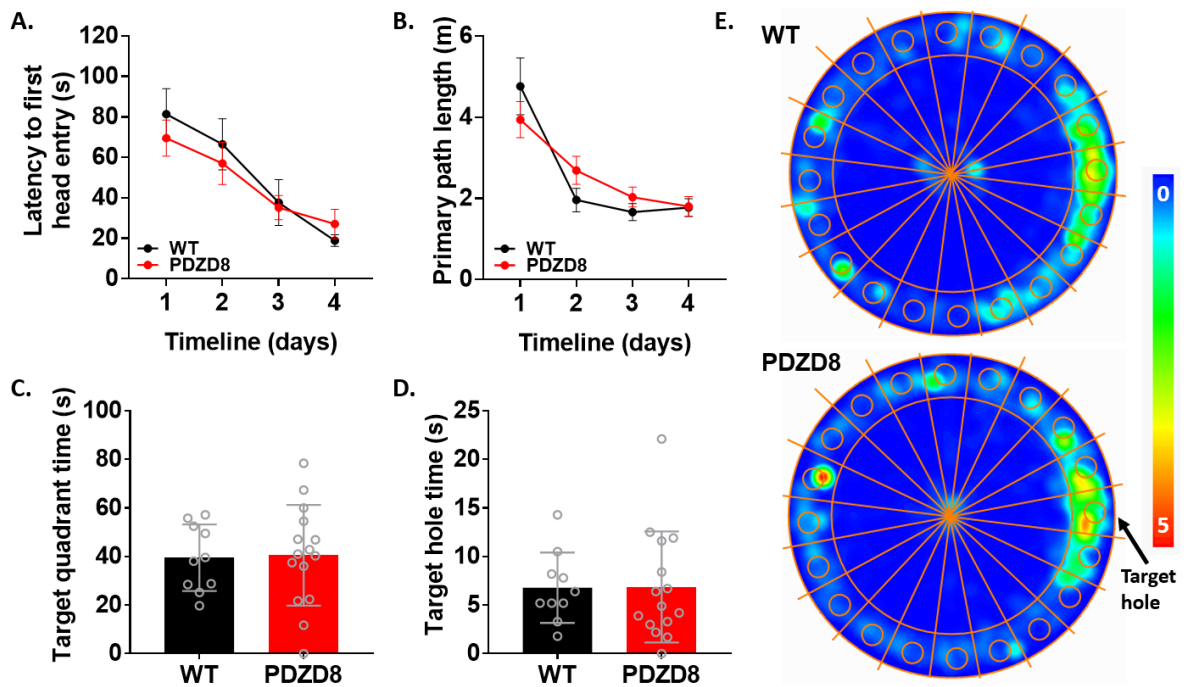 A.
Latency to first
head entry (s)
120
100
80
60
40
20
0
WT
PDZD8
1 2 3 4
Timeline (days)
B.
Primary path length (m)
6
4
2
0
WT
PDZD8
1 2 3 4
Timeline (days)
C.
Target quadrant time (s)
100
80
60
40
20
0
WT PDZD8
D.
Target hole time (s)
25
20
15
10
5
0
WT PDZD8
E.
WT
PDZD8
0
5
Target
hole